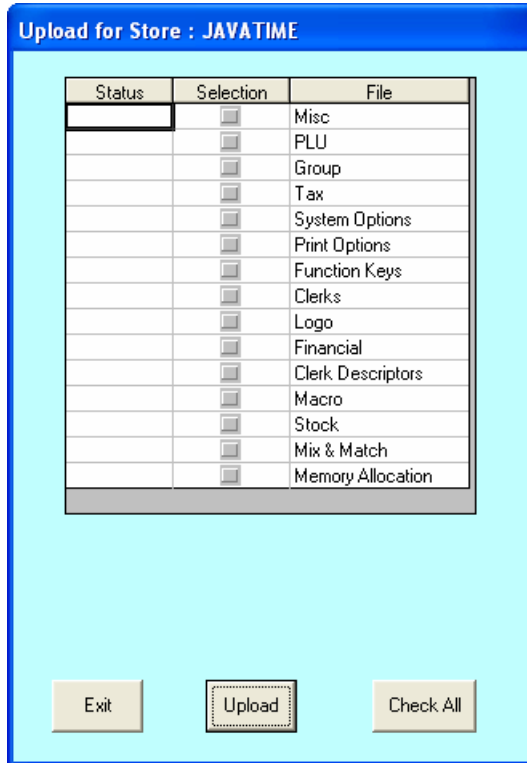 Upload for Store : JAVATIME
Status Selection File
Misc
PLU
Group
Tax
System Options
Print Options
Function Keys
Clerks
Logo
Financial
Clerk Descriptors
Macro
Stock
Mix & Match
Memory Allocation
Exit Upload Check All